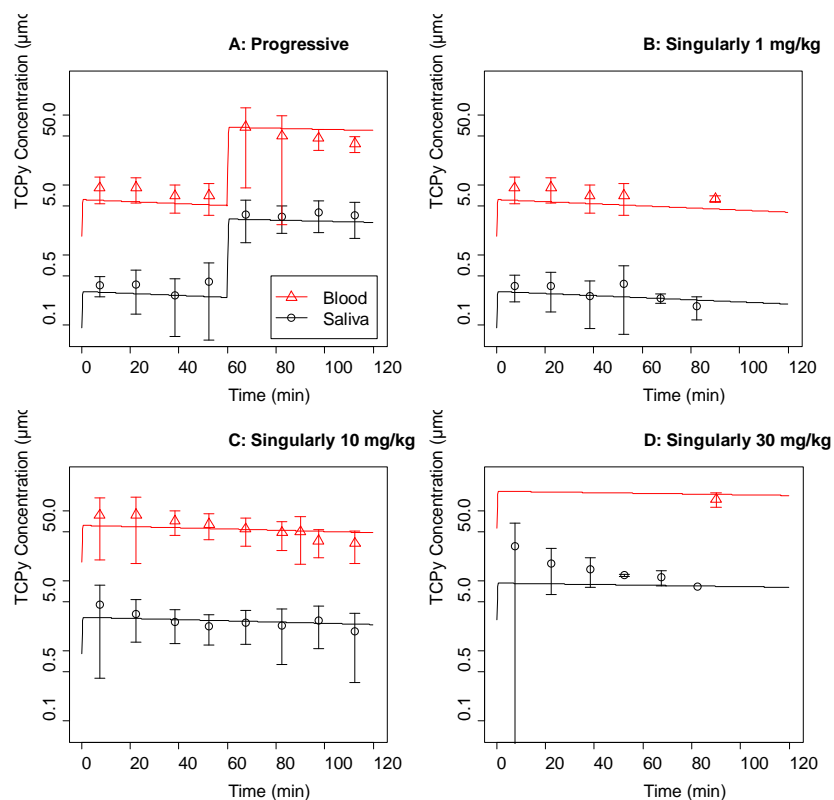 A: Progressive
TCPy Concentration (µmo
50.0
5.0
0.5
0.1
Blood
Saliva
0 20 40 60 80 100 120
Time (min)
B: Singularly 1 mg/kg
TCPy Concentration (µmo
50.0
5.0
0.5
0.1
0 20 40 60 80 100 120
Time (min)
C: Singularly 10 mg/kg
TCPy Concentration (µmo
50.0
5.0
0.5
0.1
0 20 40 60 80 100 120
Time (min)
D: Singularly 30 mg/kg
TCPy Concentration (µmo
50.0
5.0
0.5
0.1
0 20 40 60 80 100 120
Time (min)